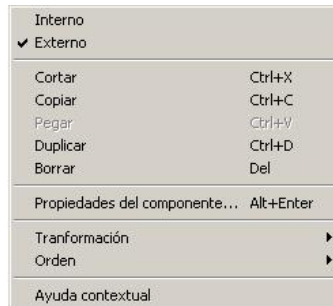 Interno
Externo
Cortar Ctrl+X
Copiar Ctrl+C
Pegar Ctrl+V
Duplicar Ctrl+D
Borrar Del
Propiedades del componente... Alt+Enter
Tranformación
Orden
Ayuda contextual